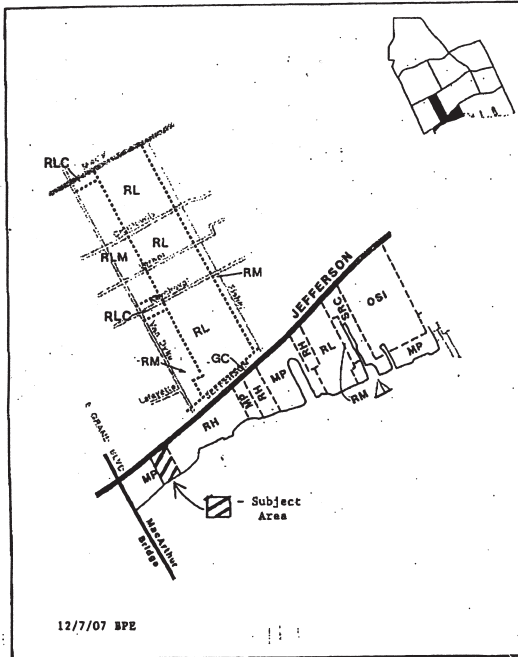 RLC
RL
RLM
RL
RM
RLC
RL
RM
GC
Lafayette
JEFFERSON
MP
RH
MP
RH
RL
SRC
OSI
MP
RM
RH
MP
E GRAND BLVD
MacArthur
Bridge
- Subject
Area
12/7/07 BPE